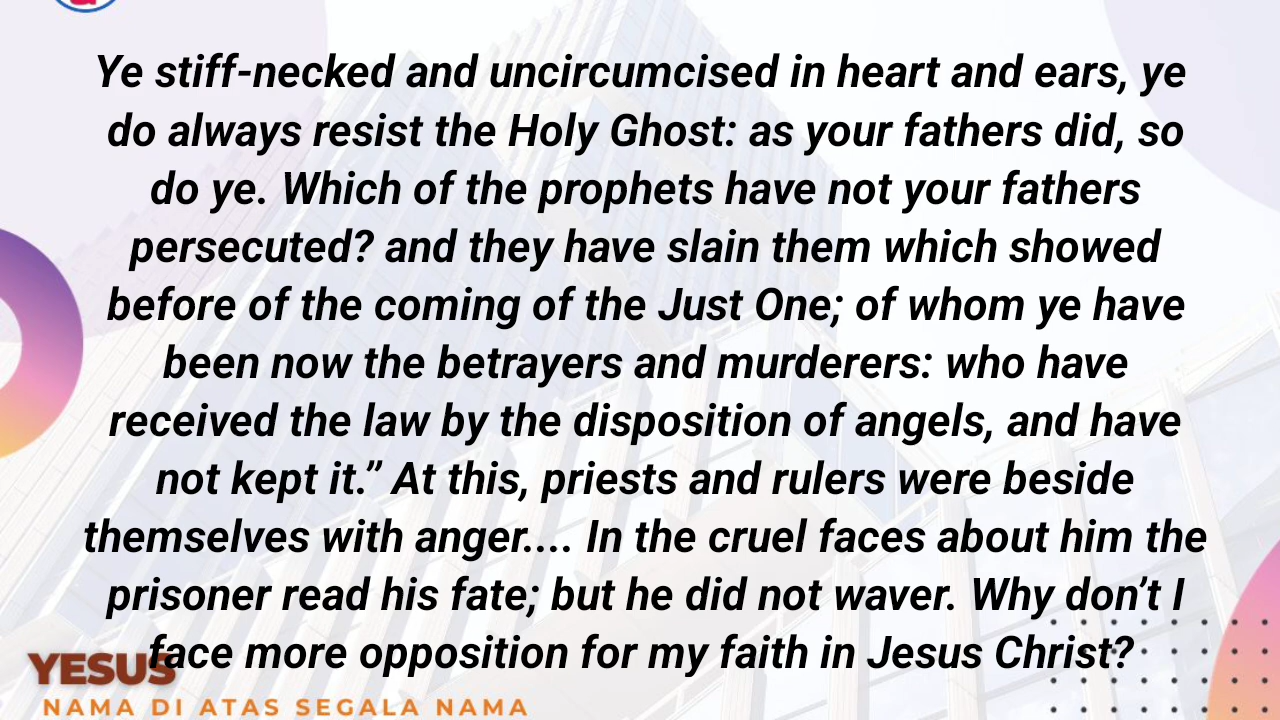 Ye stiff-necked and uncircumcised in heart and ears, ye
do always resist the Holy Ghost: as your fathers did, so
do ye. Which of the prophets have not your fathers
persecuted? and they have slain them which showed
before of the coming of the Just One; of whom ye have
been now the betrayers and murderers: who have
received the law by the disposition of angels, and have
not kept it.” At this, priests and rulers were beside
themselves with anger.... In the cruel faces about him the
prisoner read his fate; but he did not waver. Why don’t I
face more opposition for my faith in Jesus Christ?
YESUS
NAMA DI ATAS SEGALA NAMA